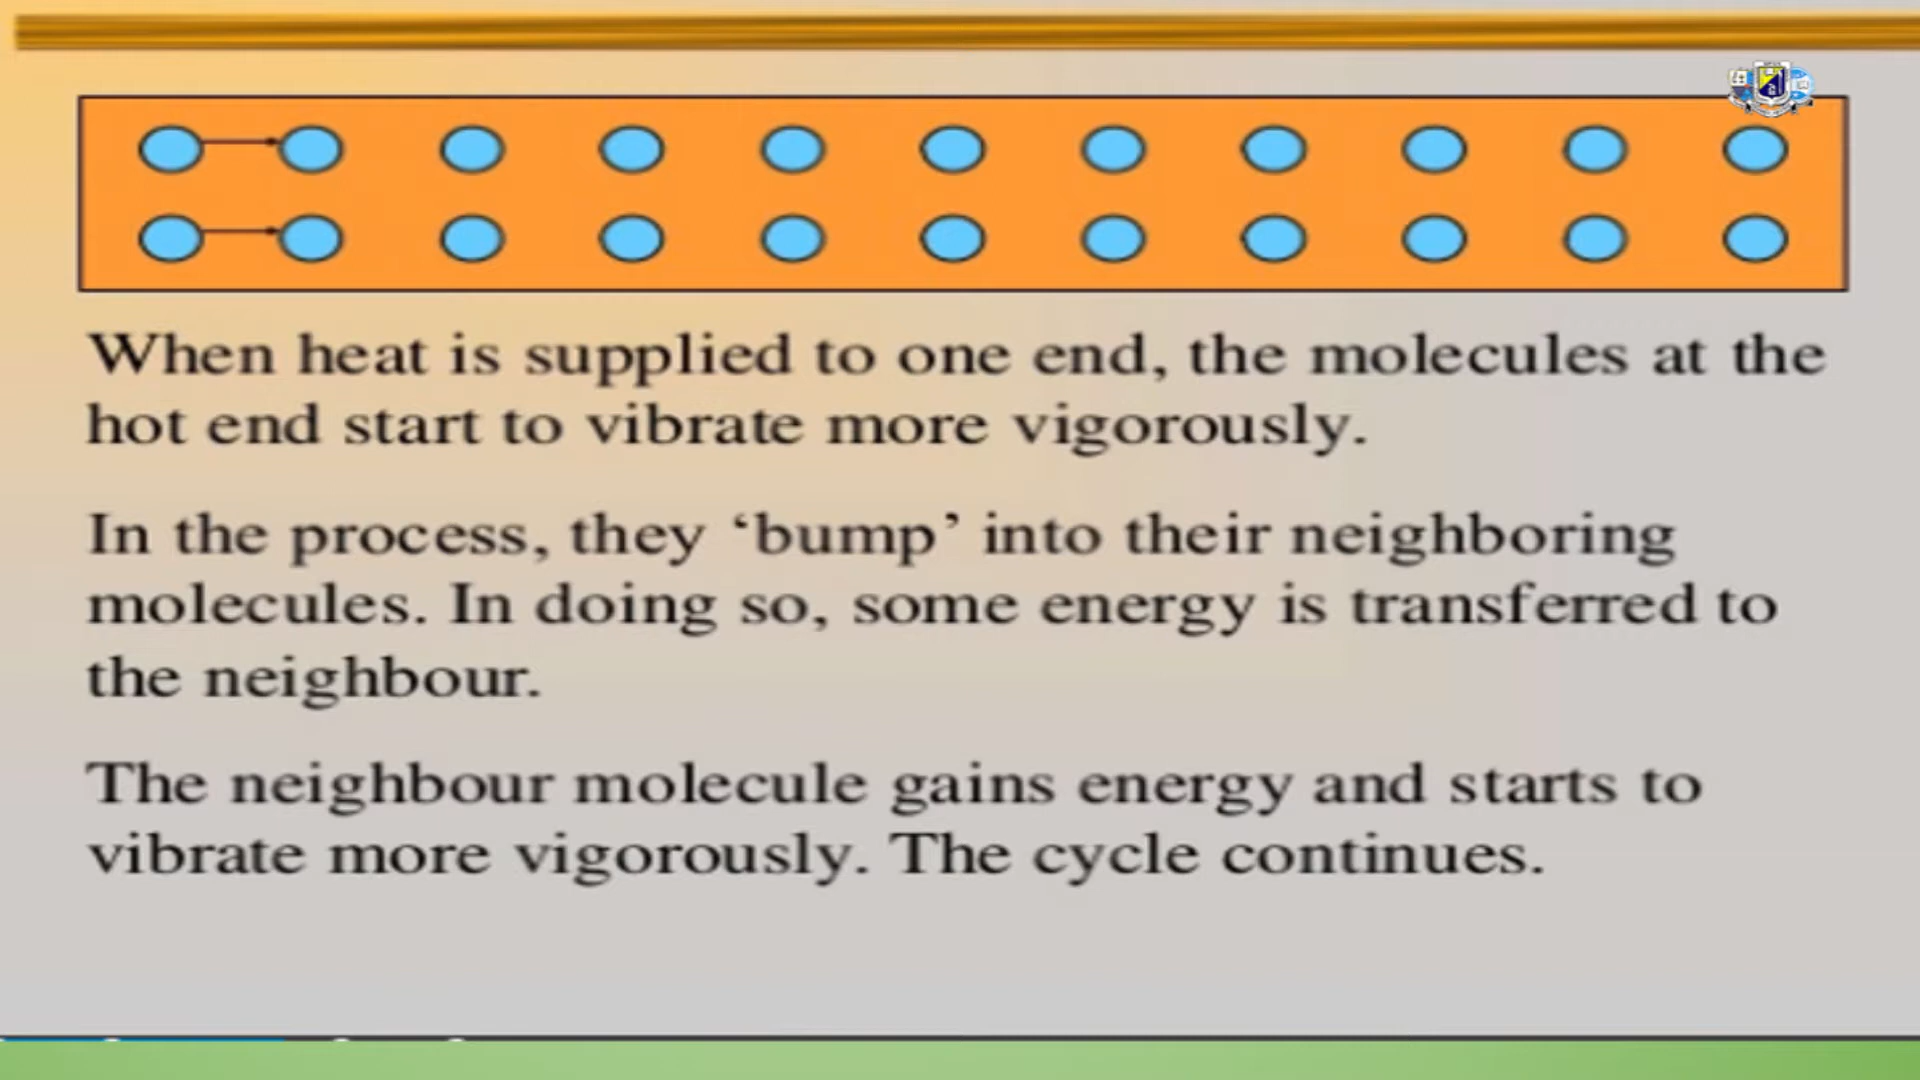 When heat is supplied to one end, the molecules at the
hot end start to vibrate more vigorously.
In the process, they ‘bump’ into their neighboring
molecules. In doing so, some energy is transferred to
the neighbour.
The neighbour molecule gains energy and starts to
vibrate more vigorously. The cycle continues.